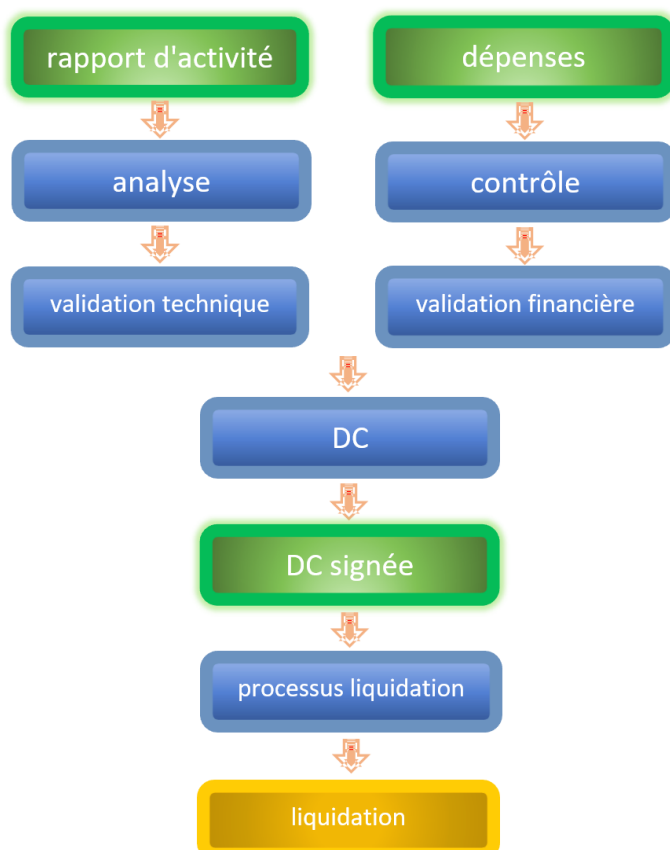 rapport d'activité
dépenses
analyse
contrôle
validation technique
validation financière
DC
DC signée
processus liquidation
liquidation